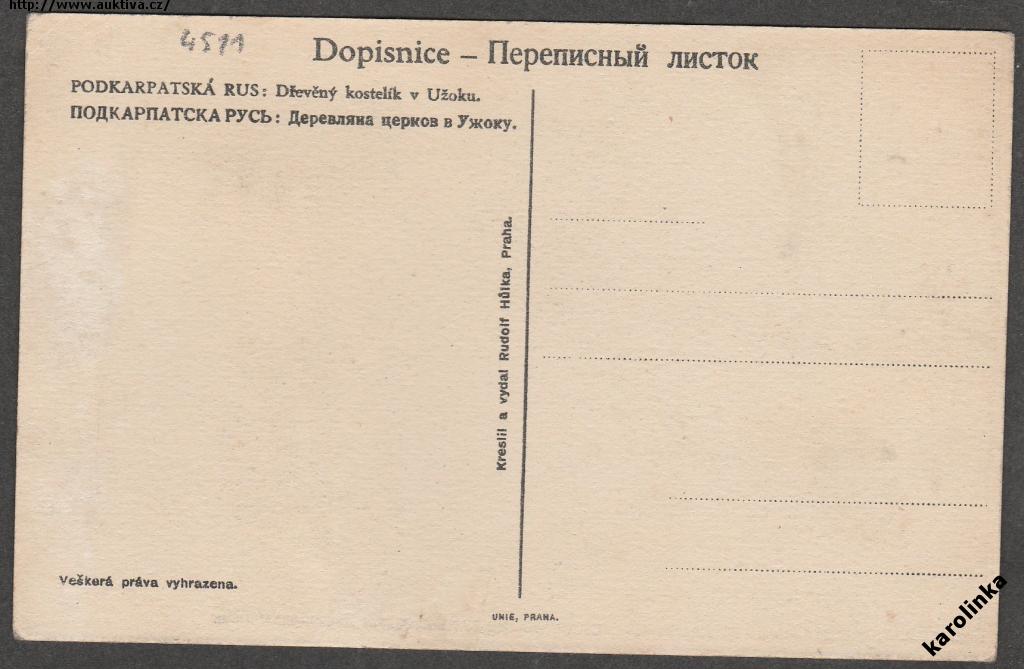 http://www.auktiva.cz/
4511
Dopisnice – Переписный листок
PODKARPATSKÁ RUS: Dřevěný kostelík v Užoku.
ПОДКАРПАТСКА РУСЬ: Деревляна церков в Ужоку.
Kreslil a vydal Rudolf Hůlka, Praha.
Veškerá práva vyhrazena.
UNIE, PRAHA.
karolinka